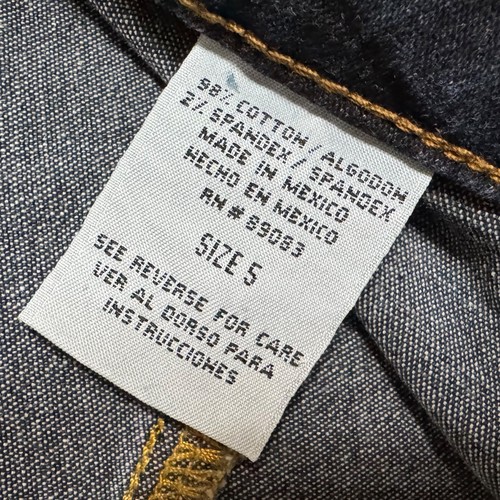 98% COTTON / ALGODON
2% SPANDEX / SPANDEX
MADE IN MEXICO
HECHO EN MEXICO
RN # 99083
SIZE 5
SEE REVERSE FOR CARE
VER AL DORSO PARA
INSTRUCCIONES